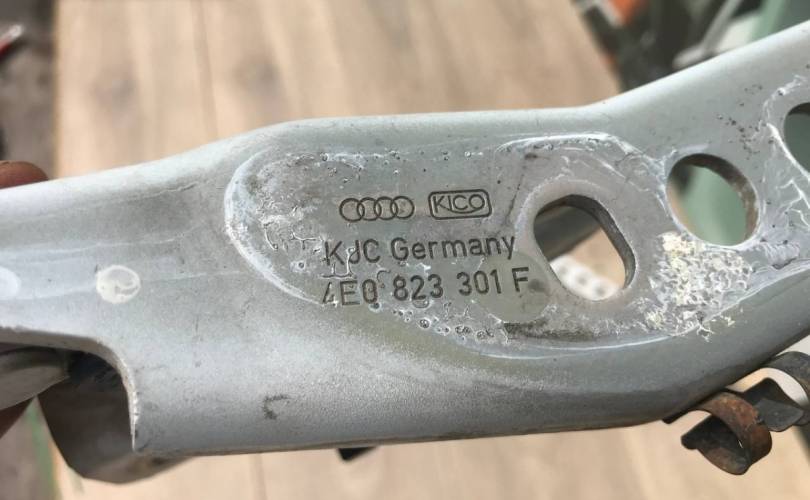 KICO
KJC Germany
4E0 823 301 F